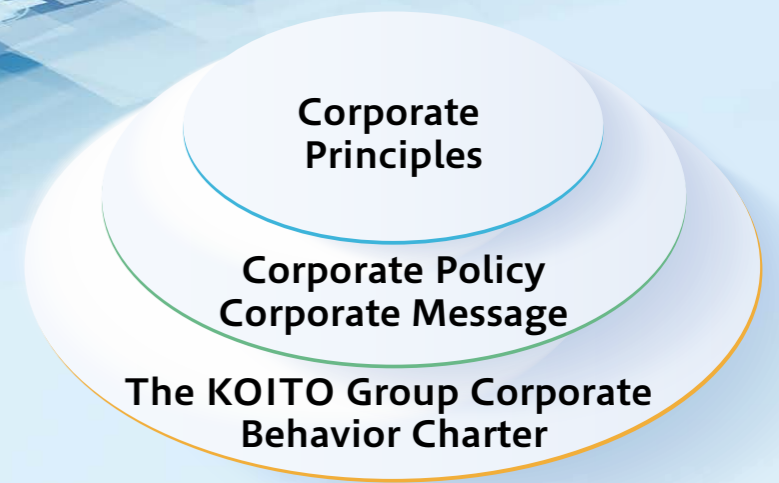 Corporate
Principles
Corporate Policy
Corporate Message
The KOITO Group Corporate
Behavior Charter